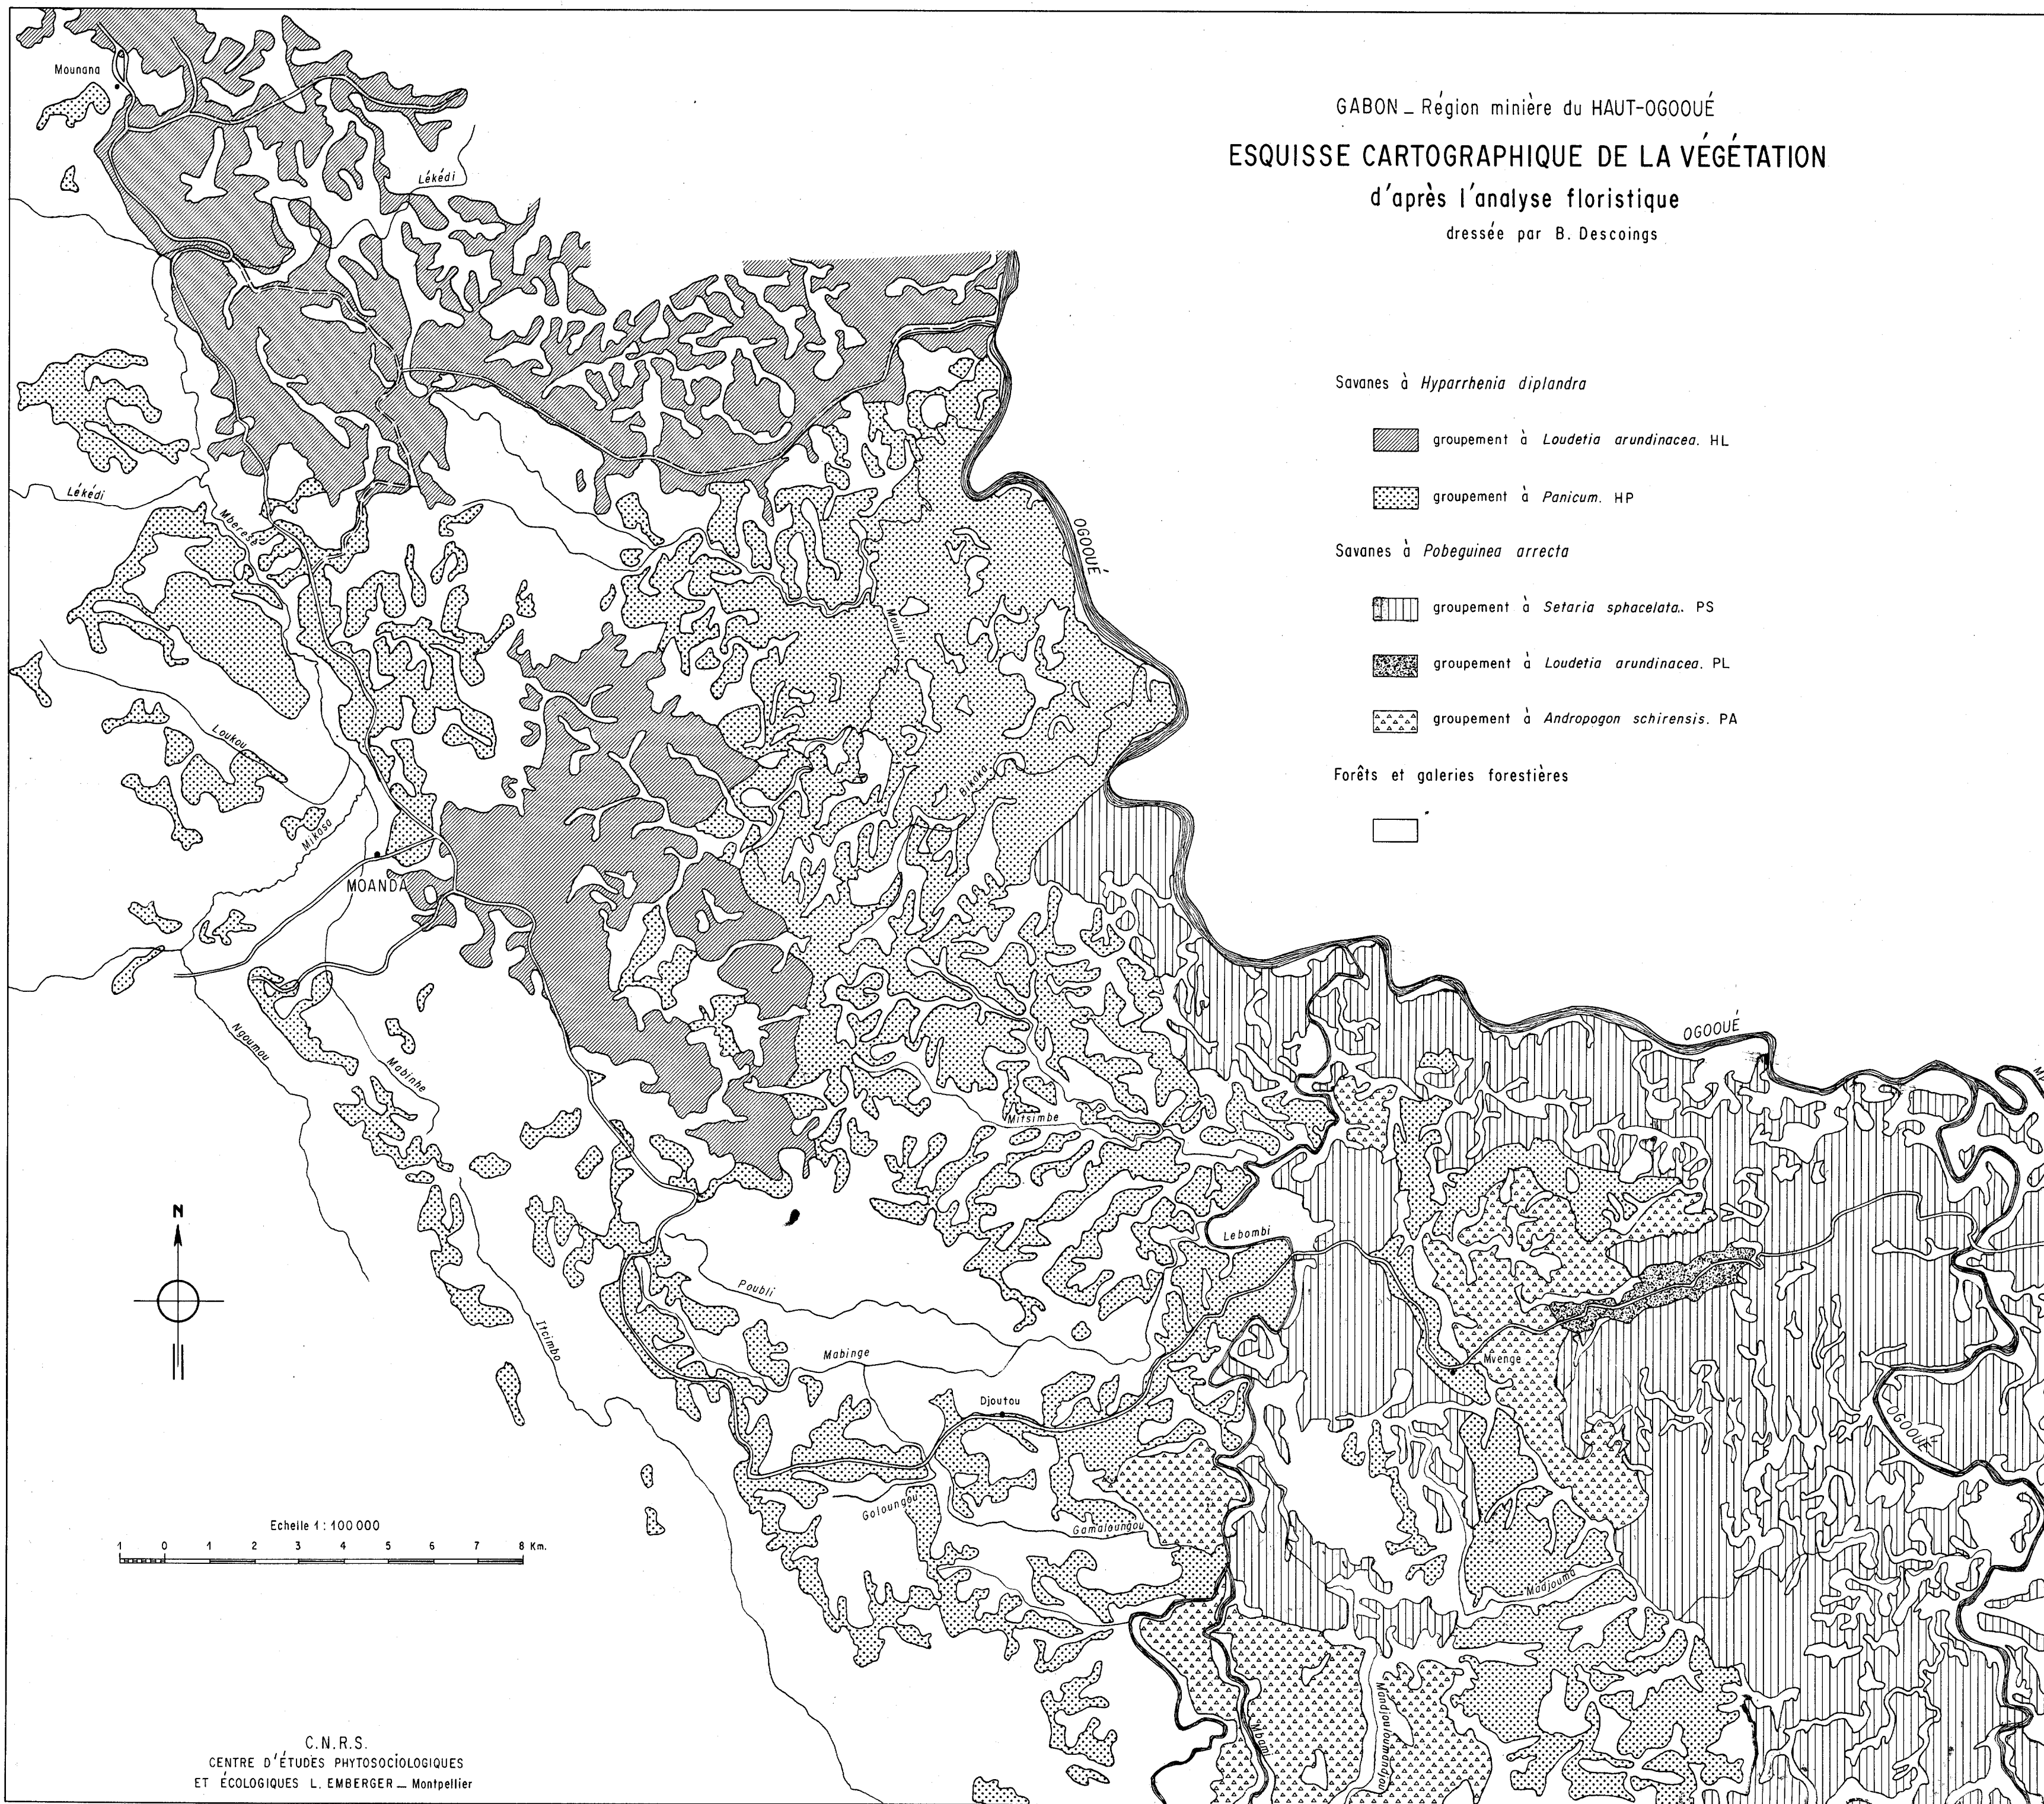 GABON _ Région minière du HAUT-OGOOUÉ
ESQUISSE CARTOGRAPHIQUE DE LA VÉGÉTATION
d'après l'analyse floristique
dressée par B. Descoings
Savanes à Hyparrhenia diplandra
groupement à Loudetia arundinacea. HL
groupement à Panicum. HP
Savanes à Pobeguinea arrecta
groupement à Setaria sphacelata.. PS
groupement à Loudetia arundinacea. PL
groupement à Andropogon schirensis. PA
Forêts et galeries forestières
Mounana
Lékédi
Lékédi
OGOOUÉ
Moulili
Loukou
Bikaka
Mikasa
MOANDA
Ngoumou
Mabinhe
OGOOUÉ
Mitsimbe
N
Lebombi
Poubli
Itcimbo
Mabinge
Mvenge
Djoutou
OGOOUÉ
Goloungou
Gamaloungou
Echelle 1 : 100 000
1 0 1 2 3 4 5 6 7 8 Km.
Madjouma
Mbami
C.N.R.S.
CENTRE D'ÉTUDES PHYTOSOCIOLOGIQUES
ET ÉCOLOGIQUES L. EMBERGER _ Montpellier